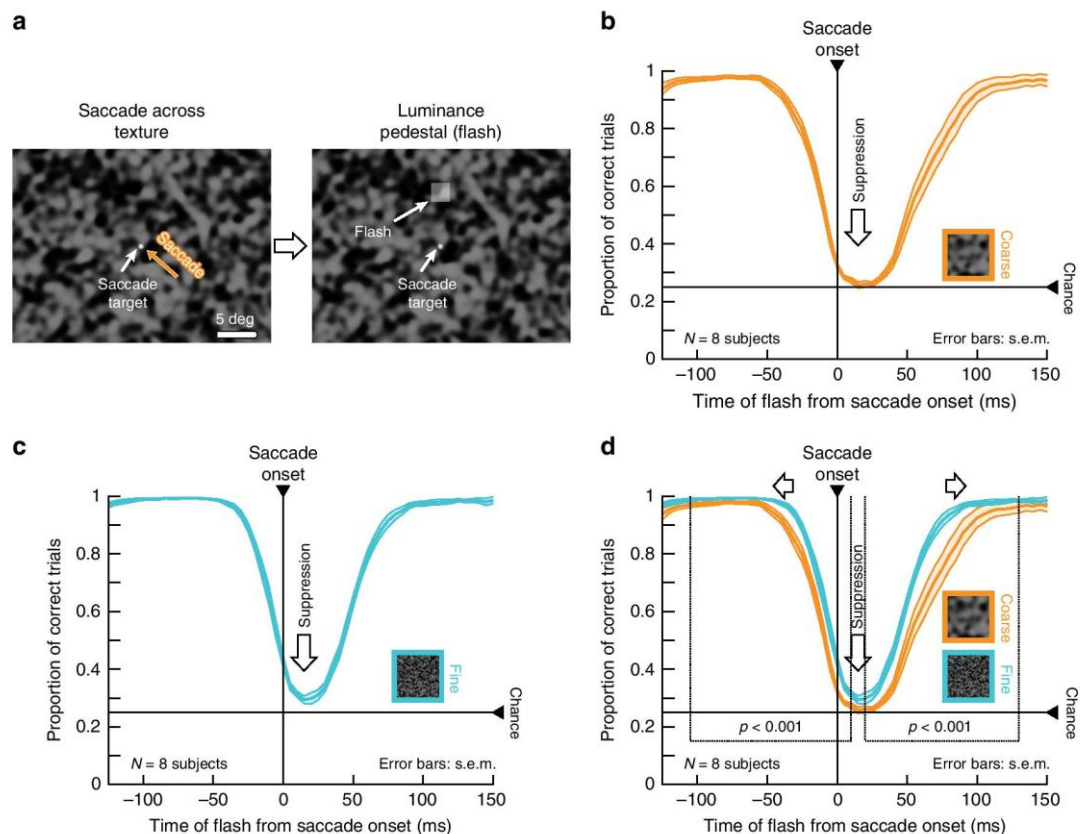 a
Saccade across
texture
Luminance
pedestal (flash)
Saccade
Saccade
target
5 deg
Flash
Saccade
target
b
Saccade
onset
Proportion of correct trials
1
0.8
0.6
0.4
0.2
0
Suppression
Coarse
Chance
N = 8 subjects
Error bars: s.e.m.
−100
−50
0
50
100
150
Time of flash from saccade onset (ms)
c
Saccade
onset
Proportion of correct trials
1
0.8
0.6
0.4
0.2
0
Suppression
Fine
Chance
N = 8 subjects
Error bars: s.e.m.
−100
−50
0
50
100
150
Time of flash from saccade onset (ms)
d
Saccade
onset
Proportion of correct trials
1
0.8
0.6
0.4
0.2
0
Suppression
Coarse
Fine
Chance
p < 0.001
p < 0.001
N = 8 subjects
Error bars: s.e.m.
−100
−50
0
50
100
150
Time of flash from saccade onset (ms)